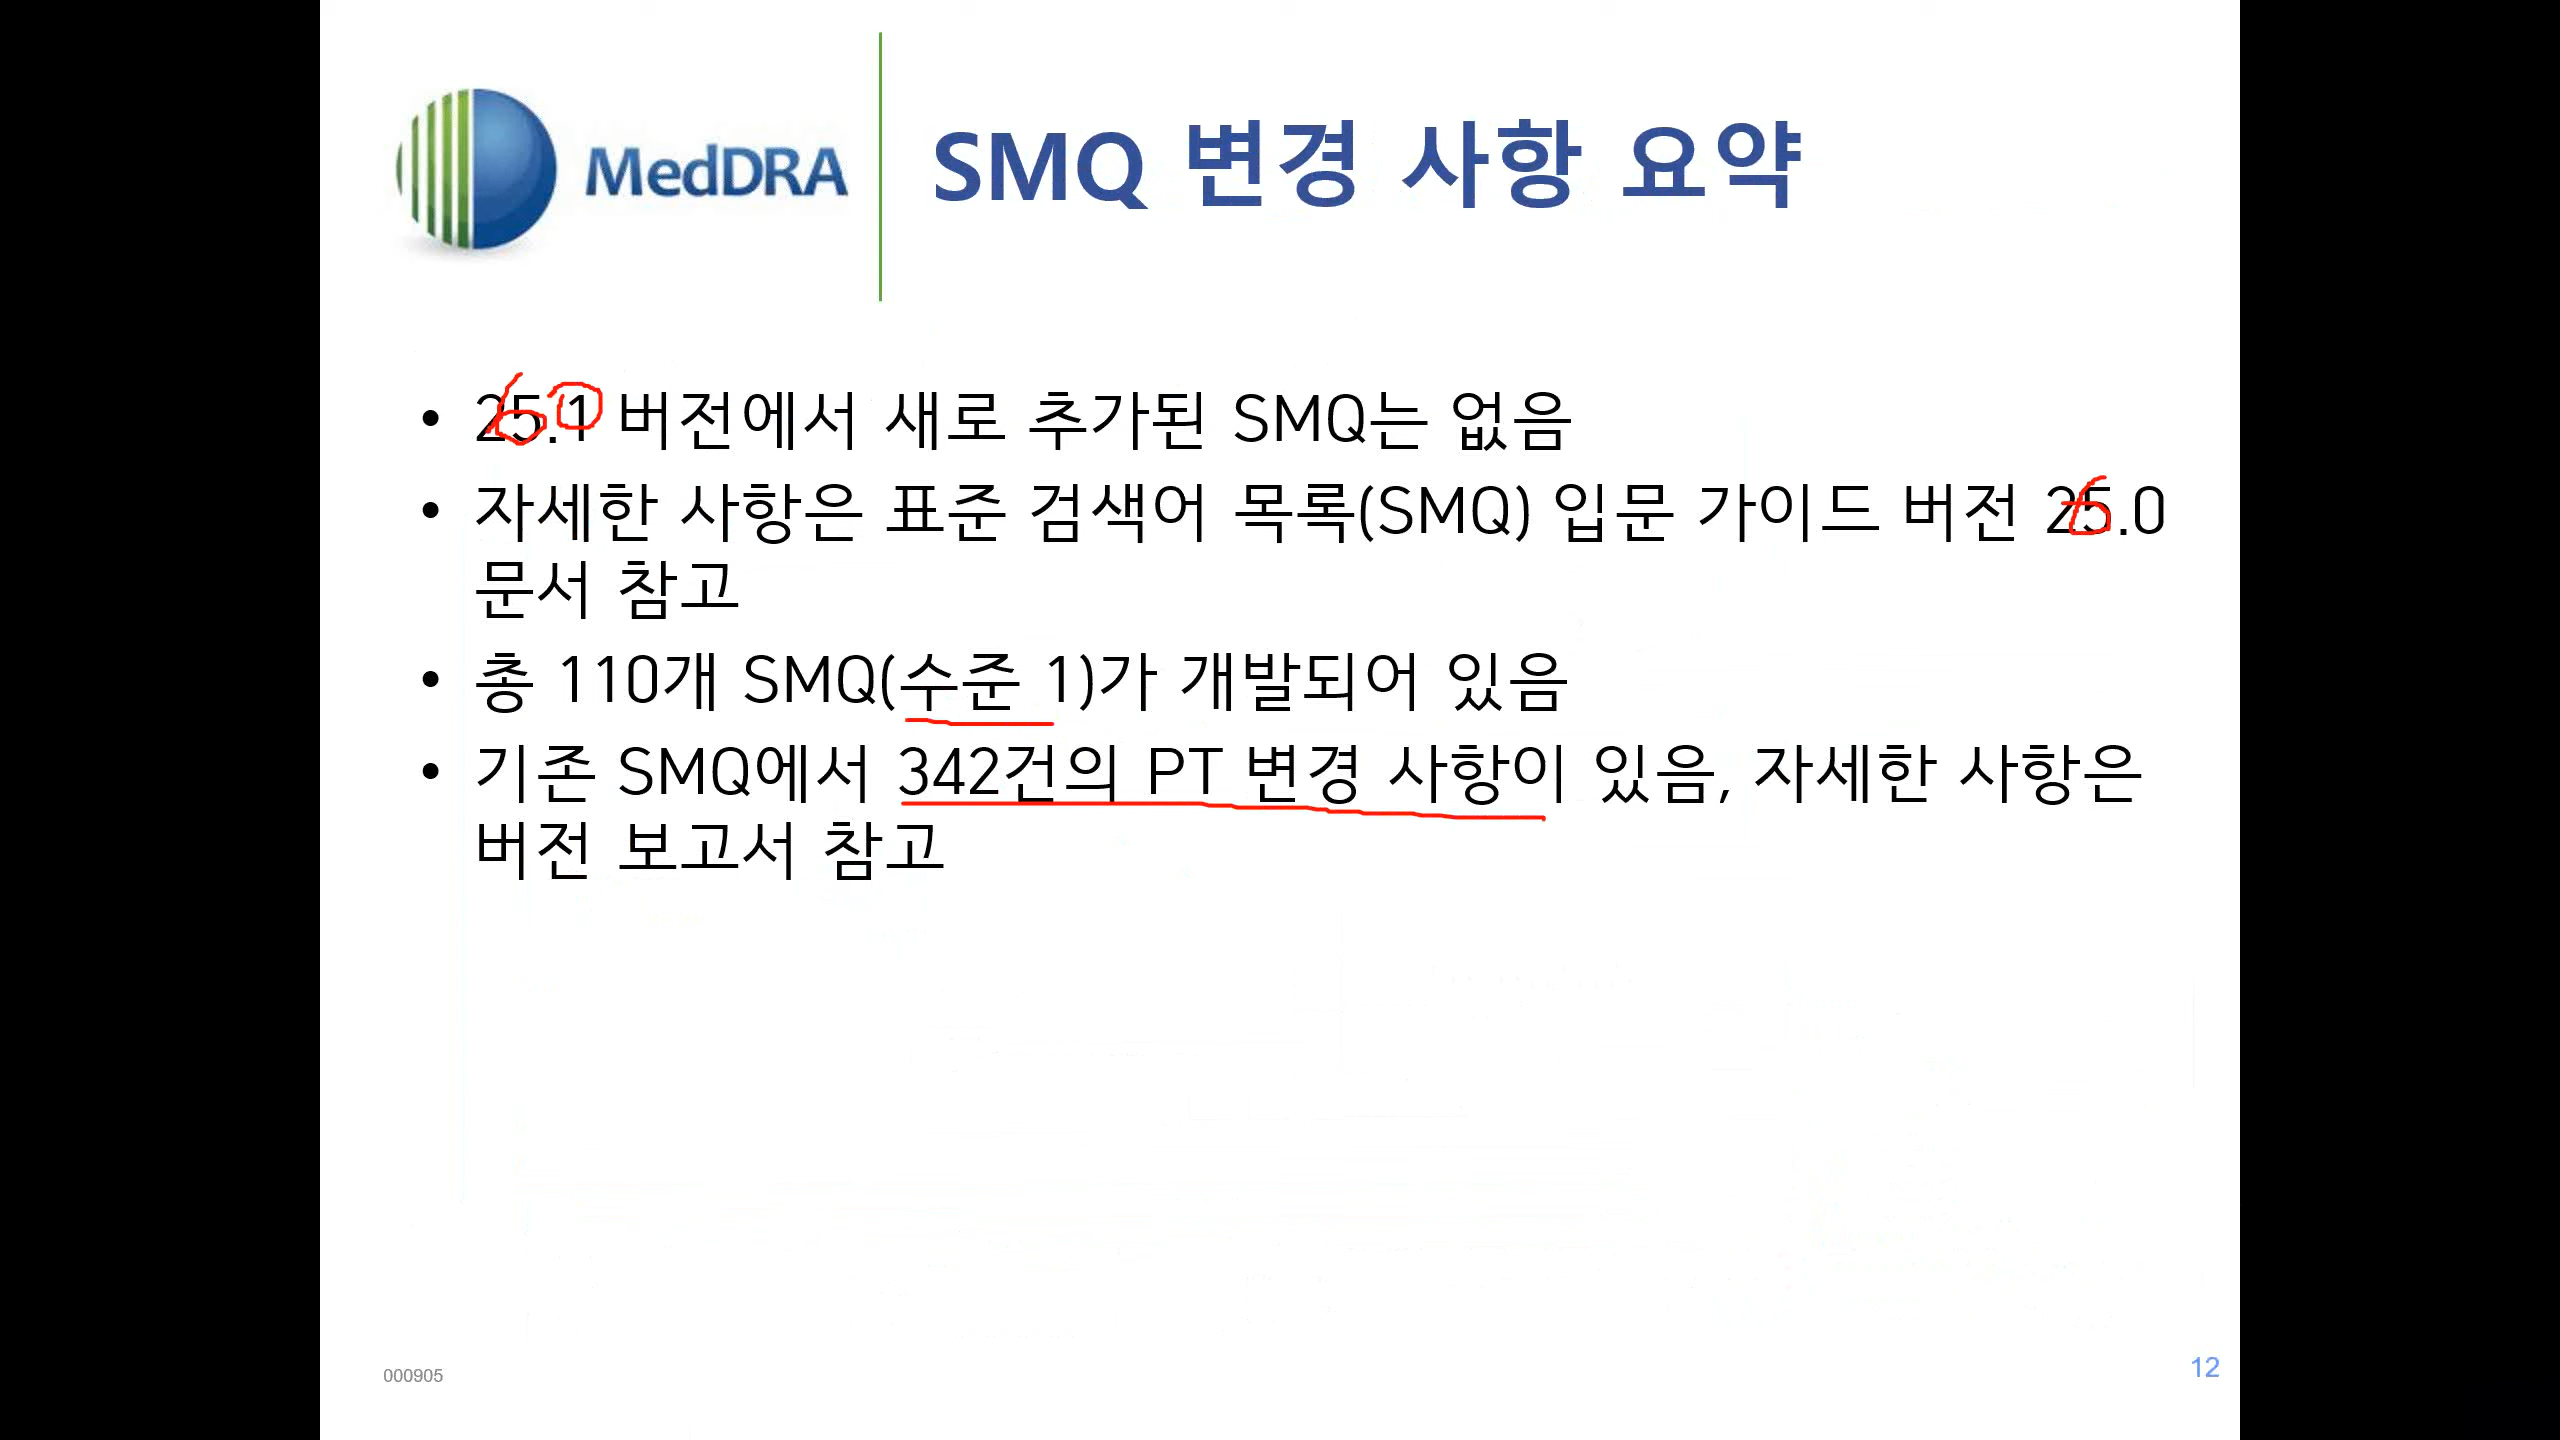 MedDRA
SMQ 변경 사항 요약
• 25.1 버전에서 새로 추가된 SMQ는 없음
6 0
• 자세한 사항은 표준 검색어 목록(SMQ) 입문 가이드 버전 25.0
6
문서 참고
• 총 110개 SMQ(수준 1)가 개발되어 있음
• 기존 SMQ에서 342건의 PT 변경 사항이 있음, 자세한 사항은
버전 보고서 참고
000905
12